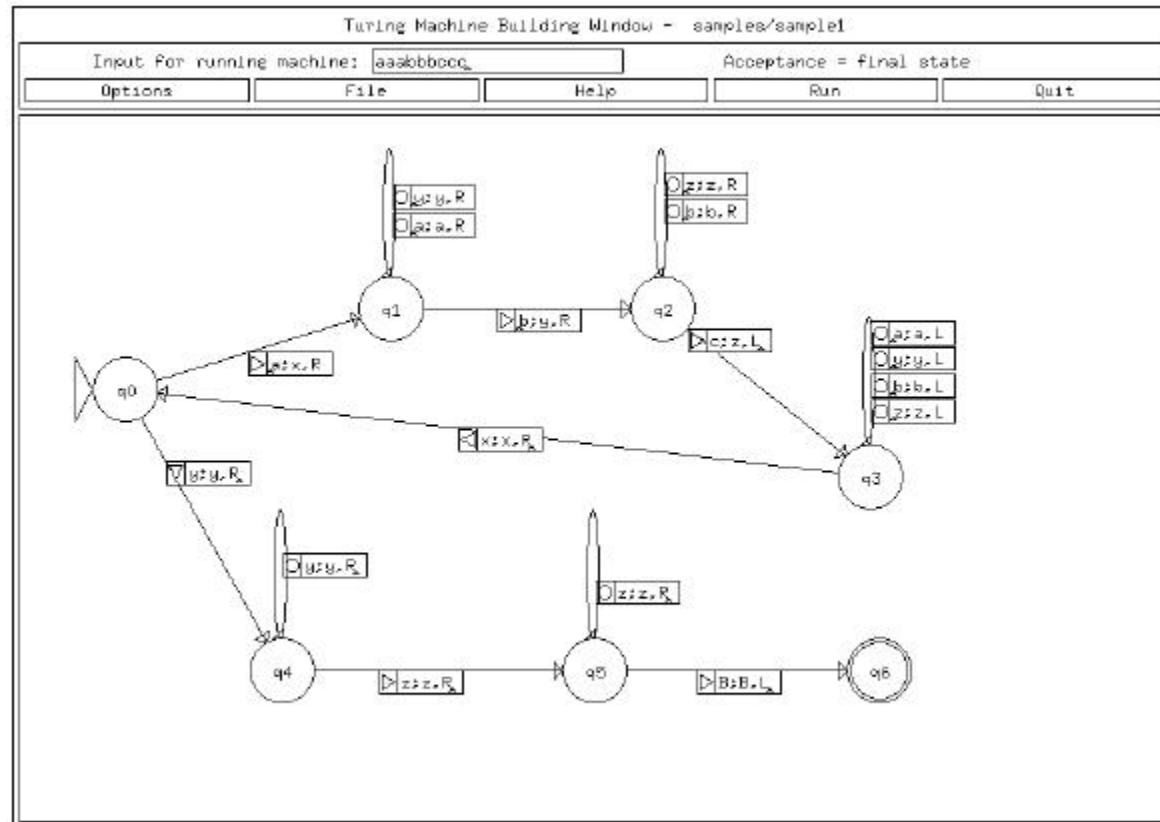 Turing Machine Building Window - samples/sample1
Input for running machine: aaabbbccc Acceptance = final state
Options File Help Run Quit
y;y,R
a;a,R
z;z,R
b;b,R
q1
b;y,R
q2
c;z,L
a;x,R
q0
a;a,L
y;y,L
b;b,L
z;z,L
x;x,R
q3
y;y,R
y;y,R
z;z,R
q4
z;z,R
q5
B;B,L
q6